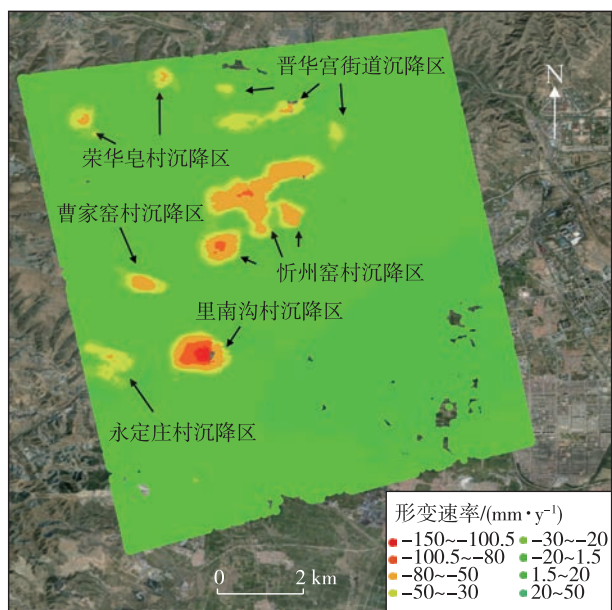 晋华宫街道沉降区
N
荣华皂村沉降区
曹家窑村沉降区
忻州窑村沉降区
里南沟村沉降区
永定庄村沉降区
形变速率/(mm·y⁻¹)
-150~-100.5
-30~-20
-100.5~-80
-20~1.5
-80~-50
1.5~20
-50~-30
20~50
0
2 km